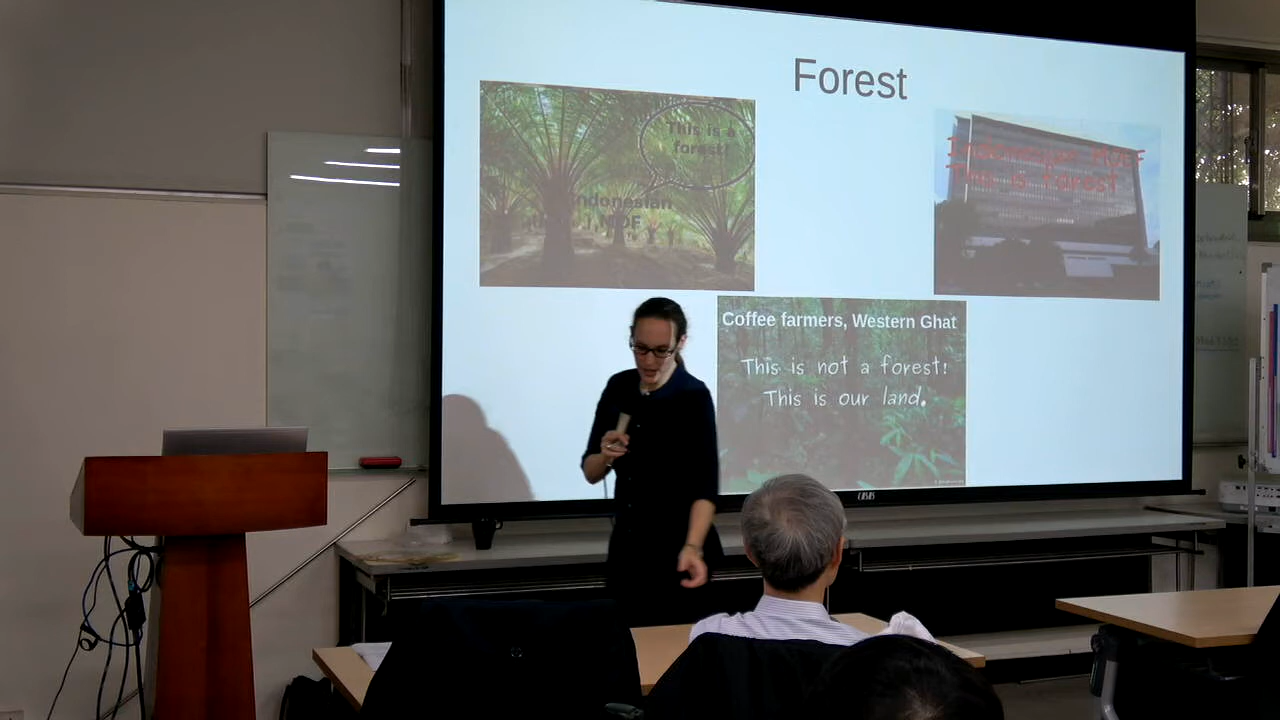 Forest
This is a
forest!
Indonesian
MOF
Indonesian MOEF
This is forest
Coffee farmers, Western Ghat
This is not a forest!
This is our land.